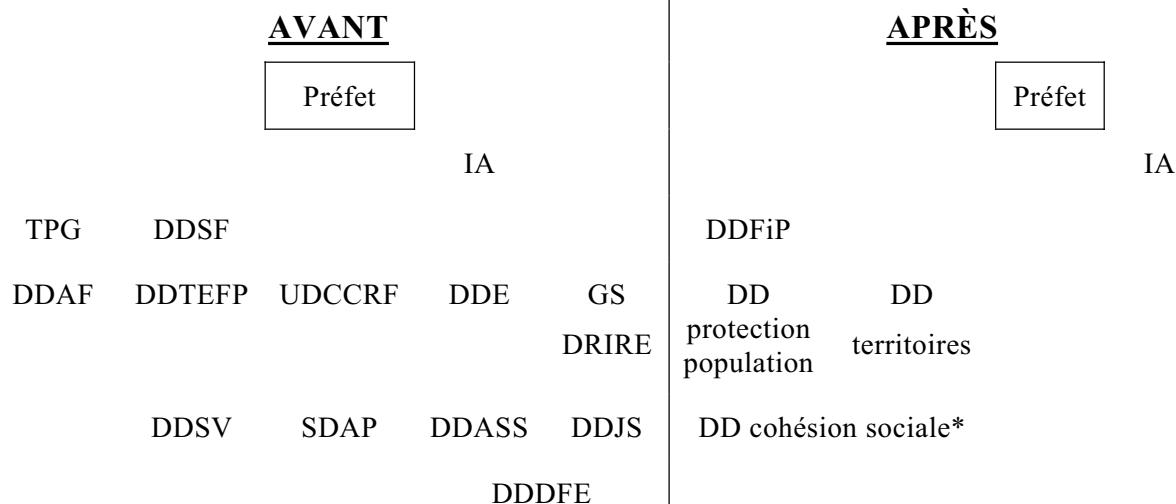 AVANT
Préfet
IA
TPG DDSF
DDAF DDTEFP UDCCRF DDE GS
DRIRE
DDSV SDAP DDASS DDJS
DDDFE
APRÈS
Préfet
IA
DDFiP
DD DD
protection
population territoires
DD cohésion sociale*